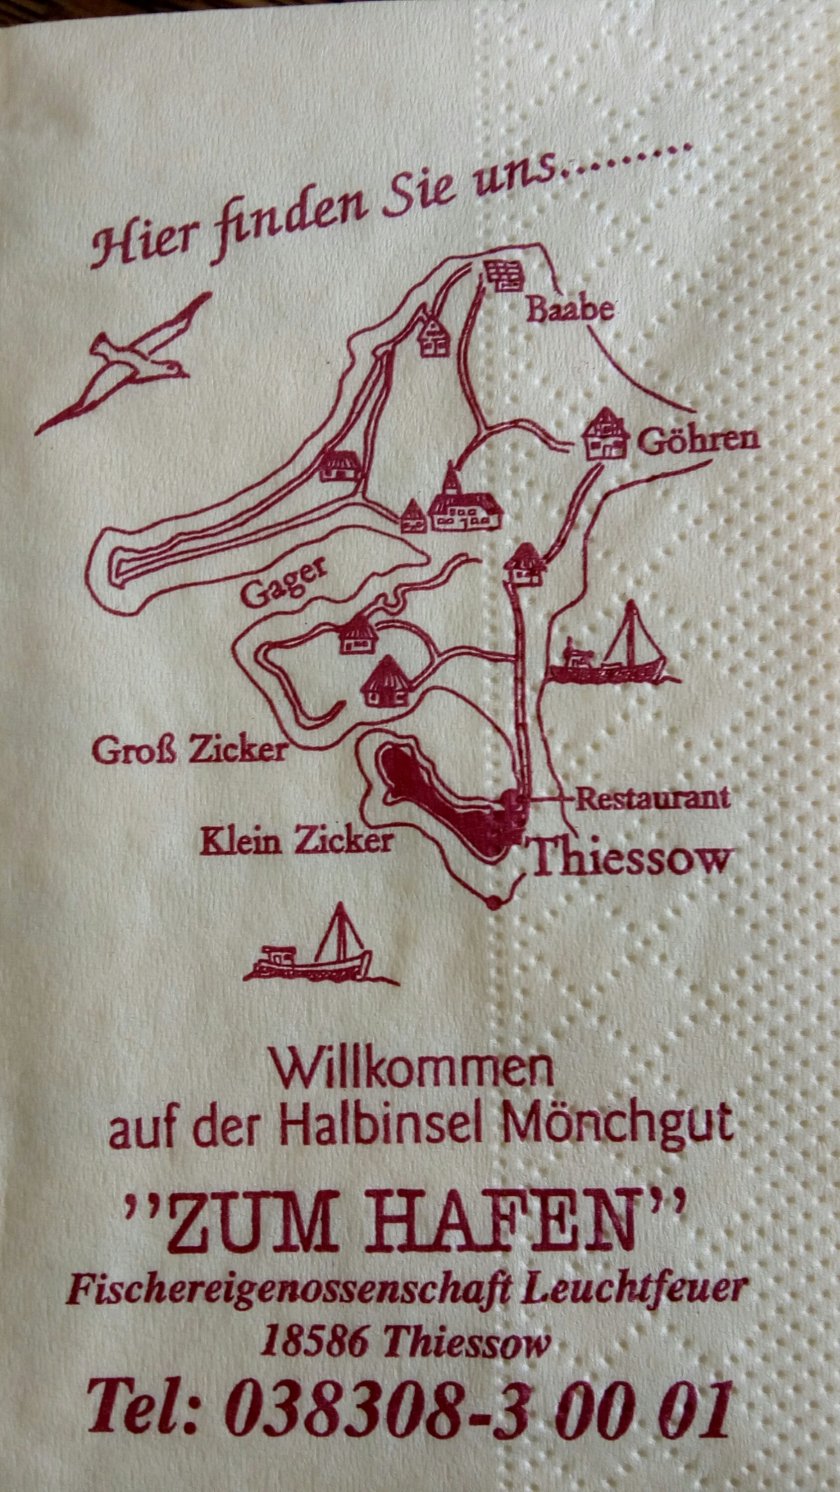 Hier finden Sie uns.........
Baabe
Göhren
Gager
Groß Zicker
Restaurant
Klein Zicker
Thiessow
Willkommen
auf der Halbinsel Mönchgut
"ZUM HAFEN"
Fischereigenossenschaft Leuchtfeuer
18586 Thiessow
Tel: 038308-3 00 01